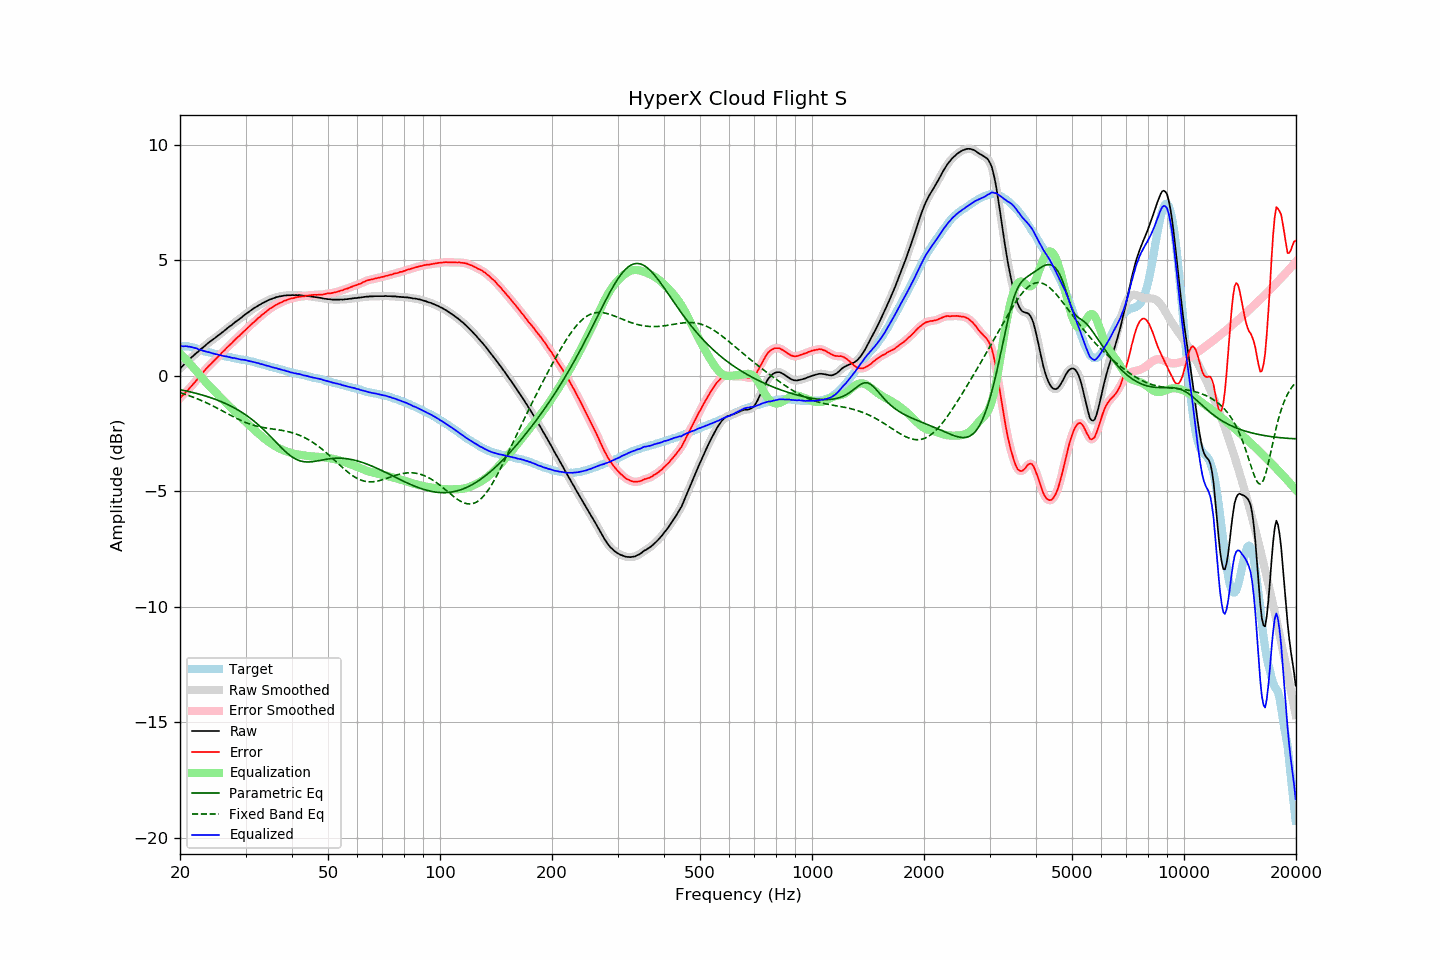 HyperX Cloud Flight S
Amplitude (dBr)
10
5
0
−5
−10
−15
−20
Target
Raw Smoothed
Error Smoothed
Raw
Error
Equalization
Parametric Eq
Fixed Band Eq
Equalized
20 50 100 200 500 1000 2000 5000 10000 20000
Frequency (Hz)